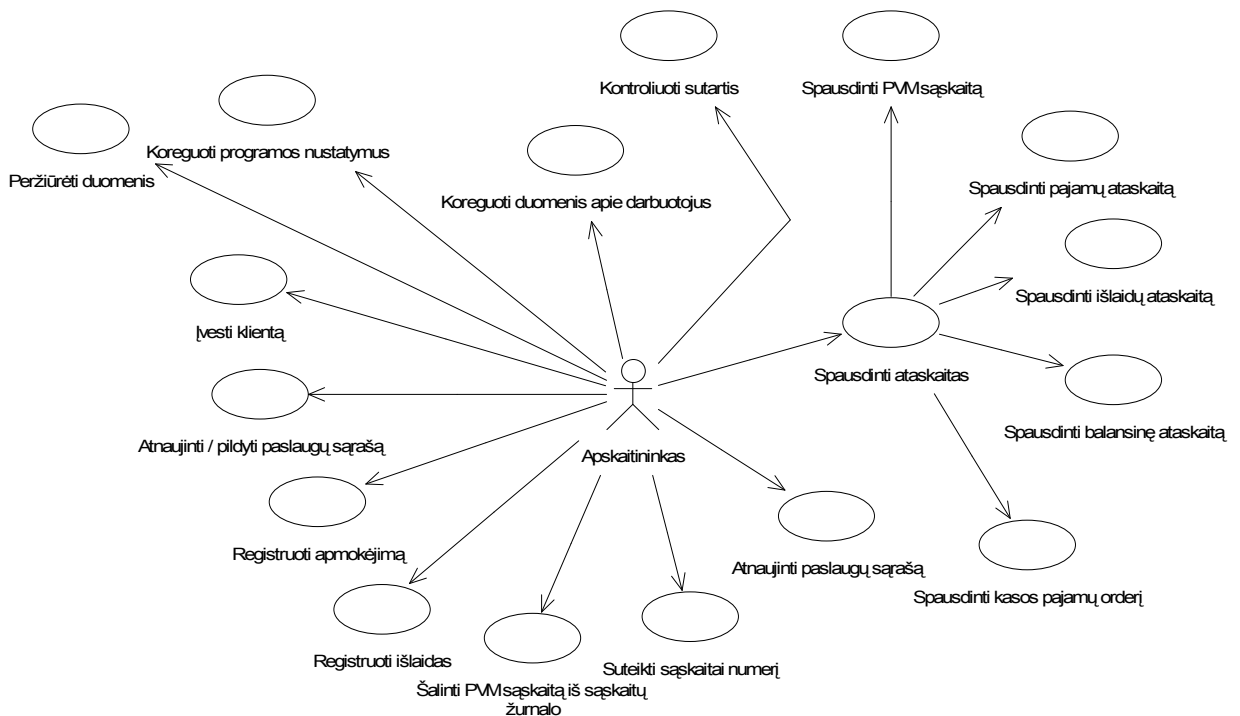 Kontroliuoti sutartis
Spausdinti PVM sąskaitą
Koreguoti programos nustatymus
Peržiūrėti duomenis
Spausdinti pajamų ataskaitą
Koreguoti duomenis apie darbuotojus
Spausdinti išlaidų ataskaitą
Įvesti klientą
Spausdinti ataskaitas
Spausdinti balansinę ataskaitą
Atnaujinti / pildyti paslaugų sąrašą
Apskaitininkas
Registruoti apmokėjimą
Atnaujinti paslaugų sąrašą
Spausdinti kasos pajamų orderį
Registruoti išlaidas
Suteikti sąskaitai numerį
Šalinti PVM sąskaitą iš sąskaitų
žurnalo